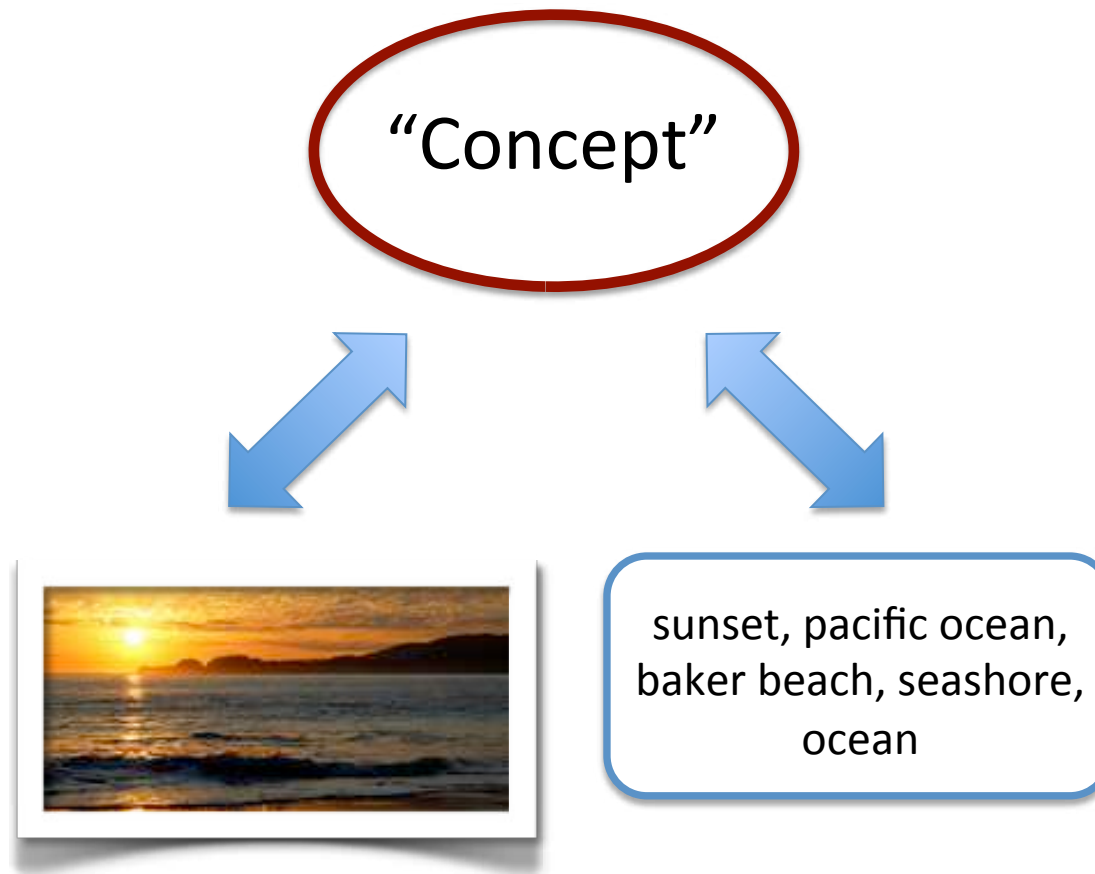 “Concept”
sunset, pacific ocean,
baker beach, seashore,
ocean